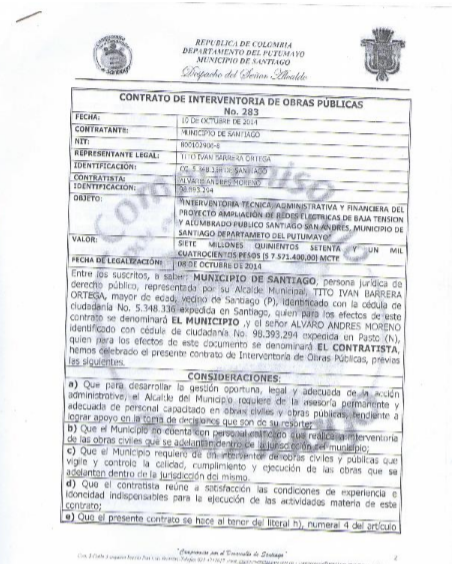 REPUBLICA DE COLOMBIA
DEPARTAMENTO DEL PUTUMAYO
MUNICIPIO DE SANTIAGO
Despacho del Señor Alcalde
CONTRATO DE INTERVENTORIA DE OBRAS PÚBLICAS
No. 283
FECHA: 10 DE OCTUBRE DE 2014
CONTRATANTE: MUNICIPIO DE SANTIAGO
NIT: 800102900-8
REPRESENTANTE LEGAL: TITO IVAN BARRERA ORTEGA
IDENTIFICACIÓN: CC. 5.348.336 DE SANTIAGO
CONTRATISTA: ALVARO ANDRES MORENO
IDENTIFICACIÓN: 98.393.294
OBJETO: "INTERVENTORIA TECNICA, ADMINISTRATIVA Y FINANCIERA DEL
PROYECTO AMPLIACIÓN DE REDES ELECTRICAS DE BAJA TENSION
Y ALUMBRADO PUBLICO SANTIAGO SAN ANDRES, MUNICIPIO DE
SANTIAGO DEPARTAMETO DEL PUTUMAYO"
VALOR: SIETE MILLONES QUINIENTOS SETENTA Y UN MIL
CUATROCIENTOS PESOS ($ 7.571.400,00) MCTE
FECHA DE LEGALIZACIÓN: 08 DE OCTUBRE DE 2014
Entre los suscritos, a saber: MUNICIPIO DE SANTIAGO, persona jurídica de
derecho público, representada por su Alcalde Municipal, TITO IVAN BARRERA
ORTEGA, mayor de edad, vecino de Santiago (P), identificado con la cédula de
ciudadanía No. 5.348.336 expedida en Santiago, quien para los efectos de este
contrato se denominará EL MUNICIPIO ,y el señor ALVARO ANDRES MORENO
identificado con cédula de ciudadanía No. 98.393.294 expedida en Pasto (N),
quien para los efectos de este documento se denominará EL CONTRATISTA,
hemos celebrado el presente contrato de Interventoría de Obras Públicas, previas
las siguientes.
CONSIDERACIONES:
a) Que para desarrollar la gestión oportuna, legal y adecuada de la acción
administrativa, el Alcalde del Municipio requiere de la asesoría permanente y
adecuada de personal capacitado en obras civiles y obras públicas, tendiente a
lograr apoyo en la toma de decisiones que son de su resorte;
b) Que el Municipio no cuenta con personal calificado que realice la interventoría
de las obras civiles que se adelantan dentro de la jurisdicción del municipio;
c) Que el Municipio requiere de un interventor de obras civiles y públicas que
vigile y controle la calidad, cumplimiento y ejecución de las obras que se
adelantan dentro de la jurisdicción del mismo.
d) Que el contratista reúne a satisfacción las condiciones de experiencia e
idoneidad indispensables para la ejecución de las actividades materia de este
contrato;
e) Que el presente contrato se hace al tenor del literal h), numeral 4 del artículo
"Compromiso por el Desarrollo de Santiago"
2